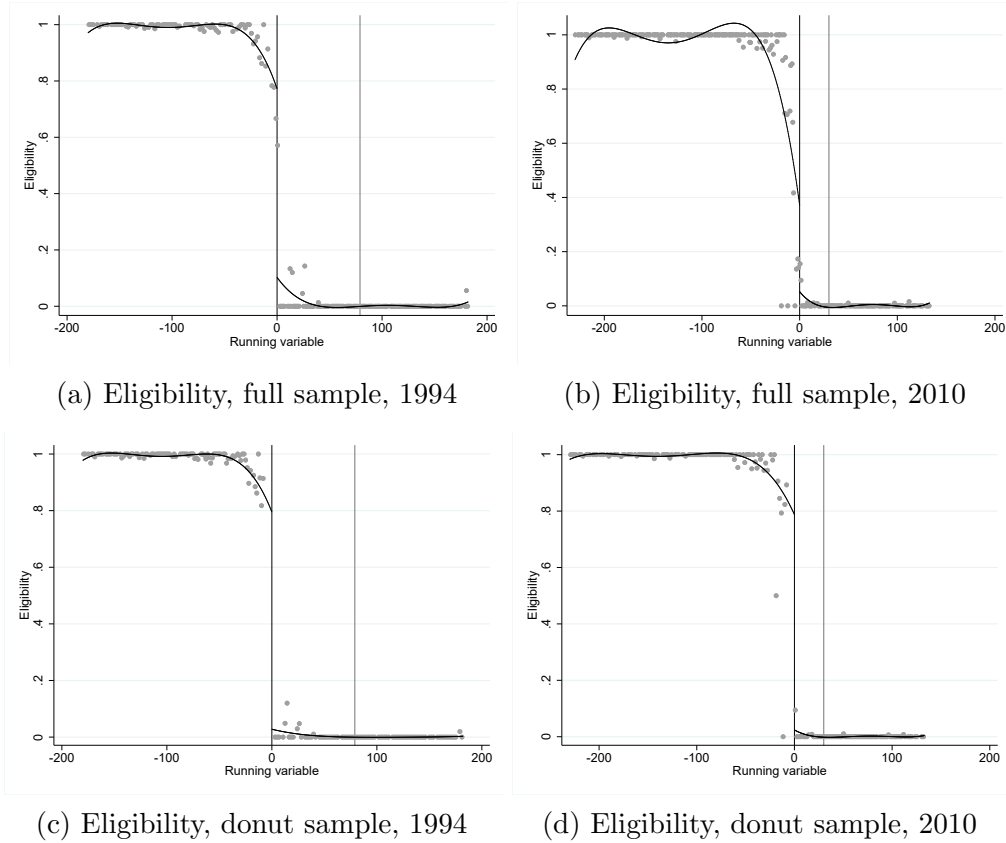 Eligibility
1
.8
.6
.4
.2
0
-200 -100 0 100 200
Running variable
(a) Eligibility, full sample, 1994
Eligibility
1
.8
.6
.4
.2
0
-200 -100 0 100 200
Running variable
(b) Eligibility, full sample, 2010
Eligibility
1
.8
.6
.4
.2
0
-200 -100 0 100 200
Running variable
(c) Eligibility, donut sample, 1994
Eligibility
1
.8
.6
.4
.2
0
-200 -100 0 100 200
Running variable
(d) Eligibility, donut sample, 2010